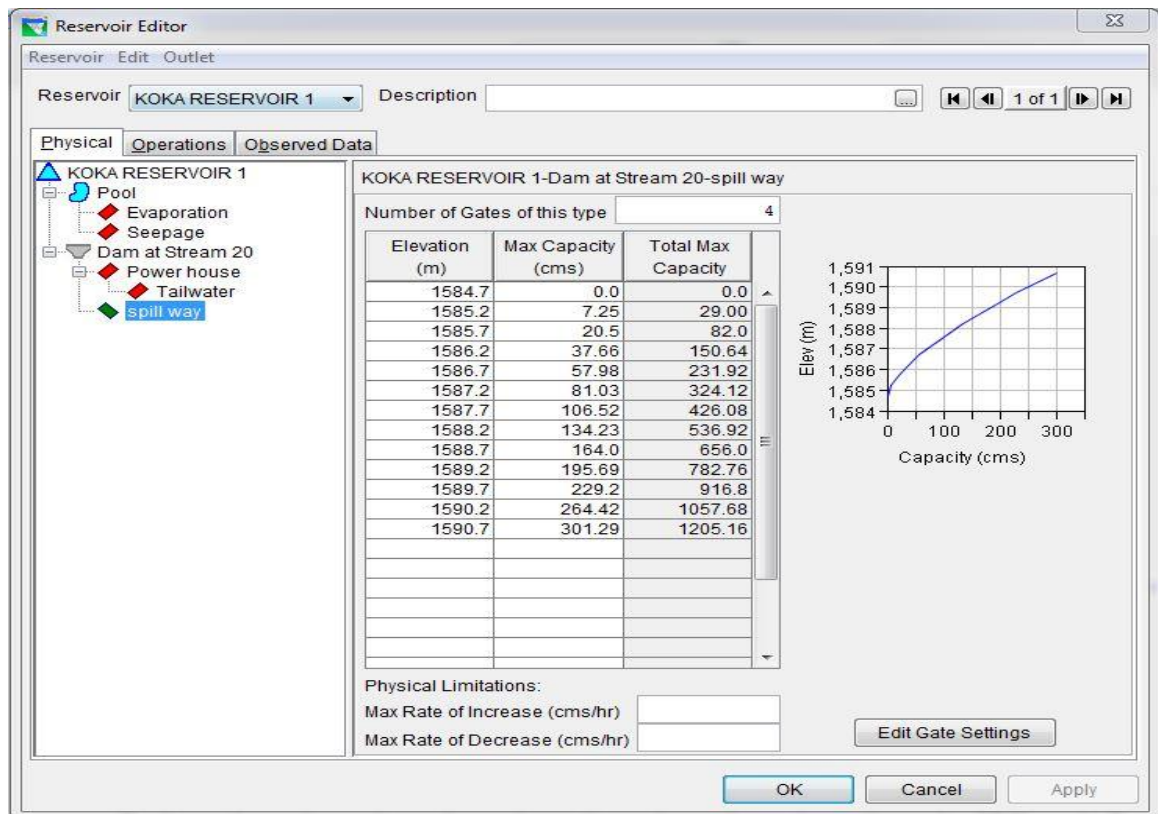 Reservoir Editor
Reservoir Edit Outlet
Reservoir KOKA RESERVOIR 1 Description ... 1 of 1
Physical Operations Observed Data
KOKA RESERVOIR 1
Pool
Evaporation
Seepage
Dam at Stream 20
Power house
Tailwater
spill way
KOKA RESERVOIR 1-Dam at Stream 20-spill way
Number of Gates of this type 4
Elevation (m) Max Capacity (cms) Total Max Capacity
1584.7 0.0 0.0
1585.2 7.25 29.00
1585.7 20.5 82.0
1586.2 37.66 150.64
1586.7 57.98 231.92
1587.2 81.03 324.12
1587.7 106.52 426.08
1588.2 134.23 536.92
1588.7 164.0 656.0
1589.2 195.69 782.76
1589.7 229.2 916.8
1590.2 264.42 1057.68
1590.7 301.29 1205.16
Elev (m)
1,591
1,590
1,589
1,588
1,587
1,586
1,585
1,584
0 100 200 300
Capacity (cms)
Physical Limitations:
Max Rate of Increase (cms/hr)
Max Rate of Decrease (cms/hr)
Edit Gate Settings
OK Cancel Apply